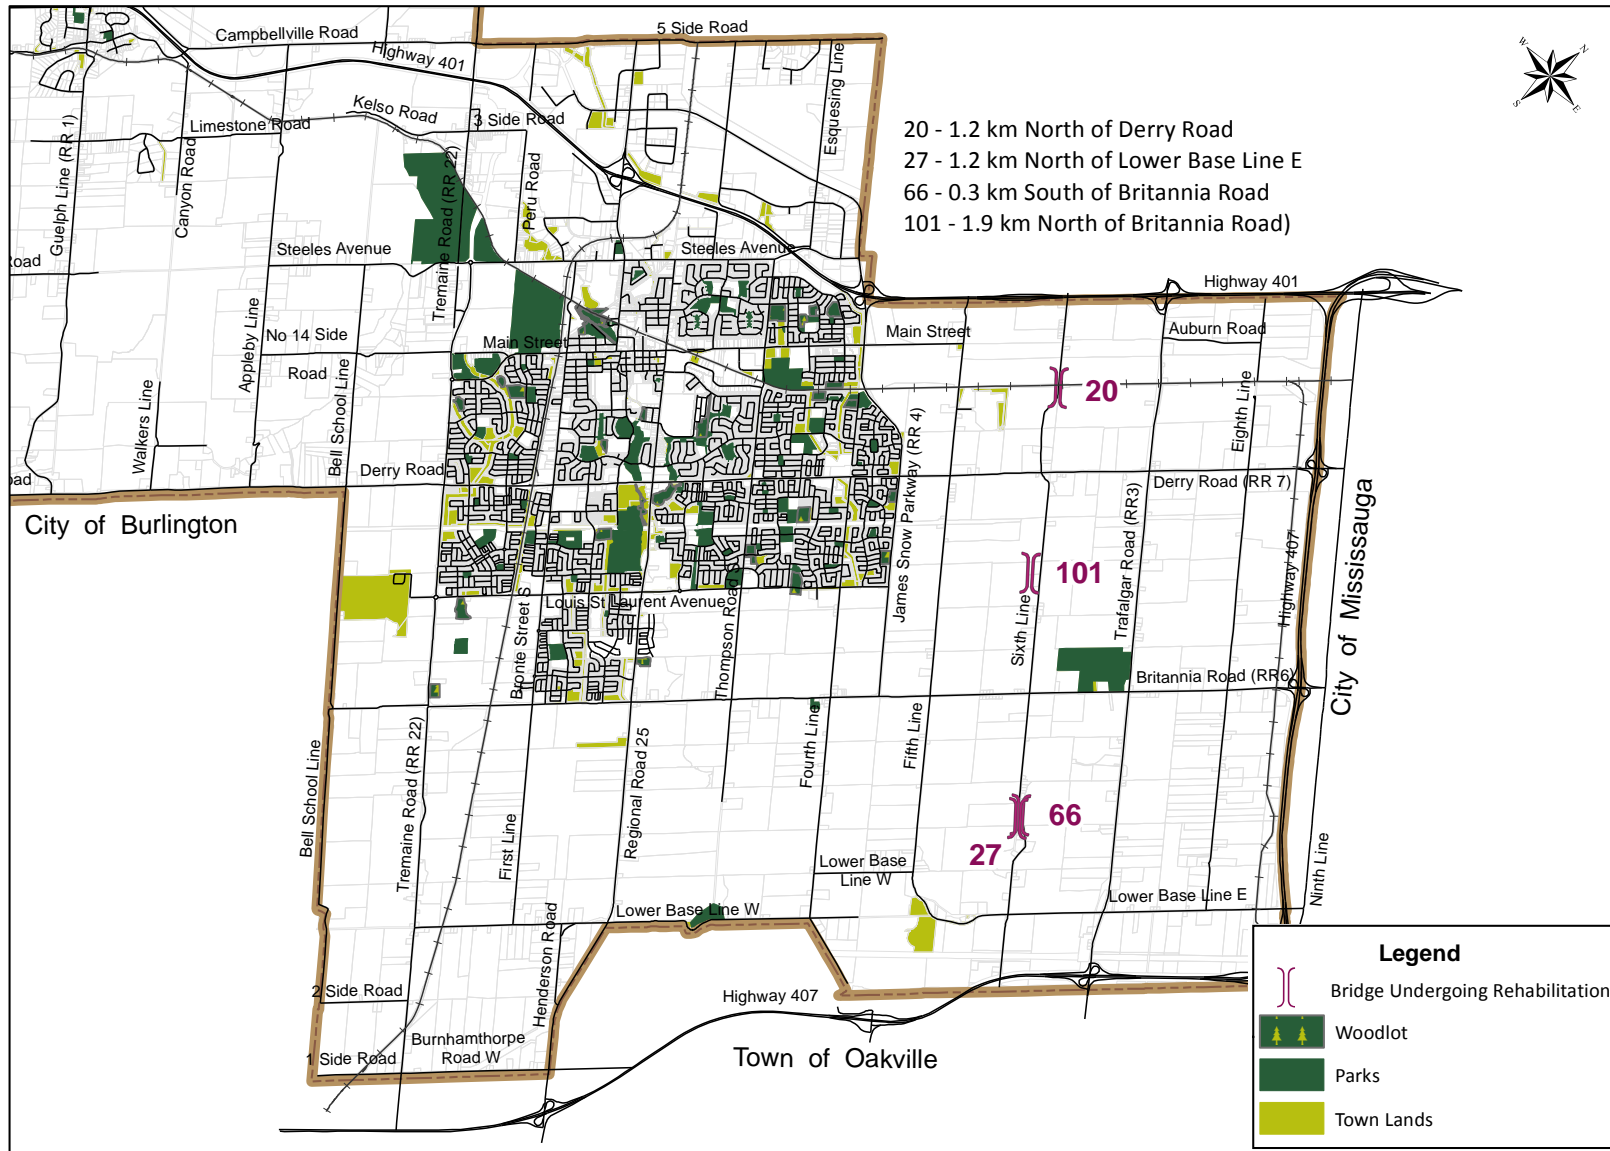 Campbellville Road
5 Side Road
Highway 401
Esquesing Line
W
N
S
E
Kelso Road
3 Side Road
Limestone Road
20 - 1.2 km North of Derry Road
27 - 1.2 km North of Lower Base Line E
66 - 0.3 km South of Britannia Road
101 - 1.9 km North of Britannia Road)
Guelph Line (RR 1)
Canyon Road
Tremaine Road (RR 22)
Peru Road
Road
Steeles Avenue
Steeles Avenue
Highway 401
Appleby Line
No 14 Side
Road
Main Street
Main Street
Auburn Road
Walkers Line
Bell School Line
20
Eighth Line
James Snow Parkway (RR 4)
Derry Road
Derry Road (RR 7)
oad
City of Burlington
City of Mississauga
Highway 407
Trafalgar Road (RR3)
101
Sixth Line
Louis St Laurent Avenue
Bronte Street S
Thompson Road S
Britannia Road (RR6)
Bell School Line
Tremaine Road (RR 22)
First Line
Regional Road 25
Fourth Line
Fifth Line
66
27
Lower Base
Line W
Lower Base Line E
Ninth Line
Lower Base Line W
Henderson Road
2 Side Road
Highway 407
Burnhamthorpe
Road W
1 Side Road
Town of Oakville
Legend
Bridge Undergoing Rehabilitation
Woodlot
Parks
Town Lands